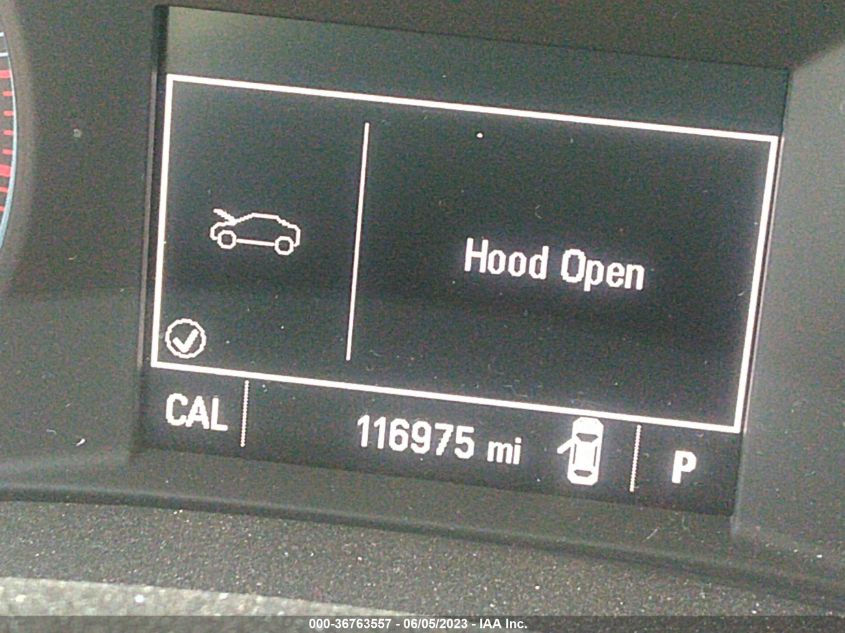 Hood Open
CAL
116975 mi
P
000-36763557 - 06/05/2023 - IAA Inc.